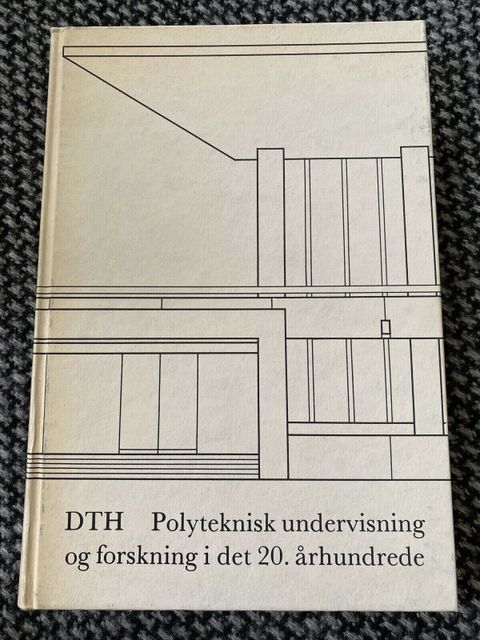 DTH Polyteknisk undervisning
og forskning i det 20. århundrede